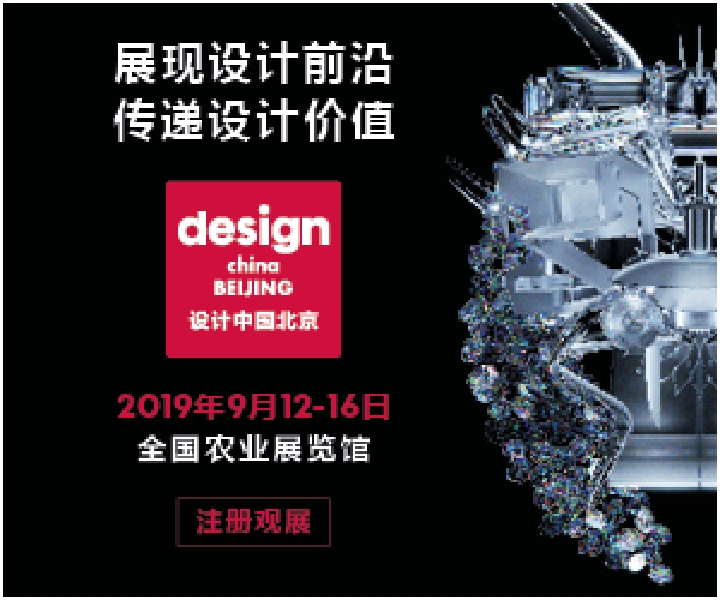 展现设计前沿
传递设计价值
design
china
BEIJING
设计中国北京
2019年9月12-16日
全国农业展览馆
注册观展